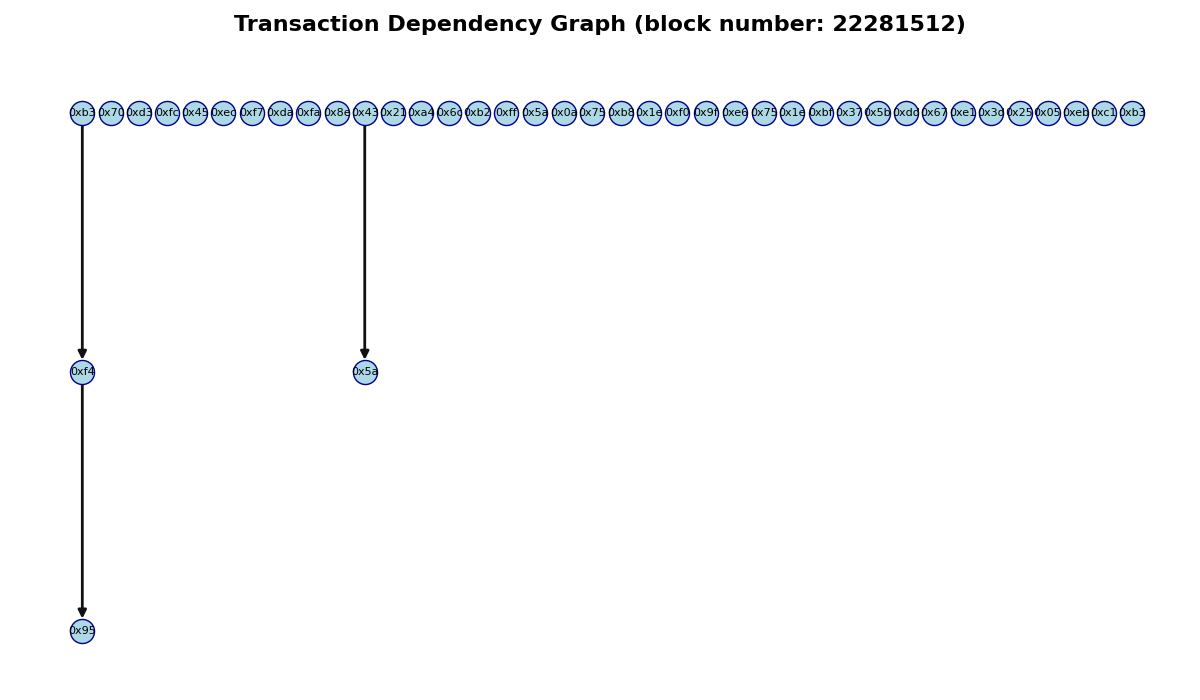 Transaction Dependency Graph (block number: 22281512)
0xb3 0x70 0xd3 0xfc 0x45 0xec 0xf7 0xda 0xfa 0x8e 0x43 0x21 0xa4 0x6c 0xb2 0xff 0x5a 0x0a 0x75 0xb8 0x1e 0xf0 0x9f 0xe6 0x75 0x1e 0xbf 0x37 0x5b 0xdd 0x67 0xe1 0x3d 0x25 0x05 0xeb 0xc1 0xb3
0xf4 0x5a
0x95